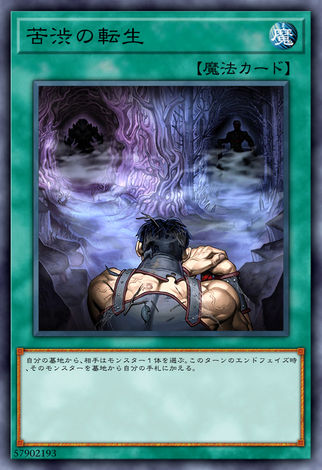 苦渋の転生
魔
【魔法カード】
自分の墓地から、相手はモンスター1体を選ぶ。このターンのエンドフェイズ時
、そのモンスターを墓地から自分の手札に加える。
57902193